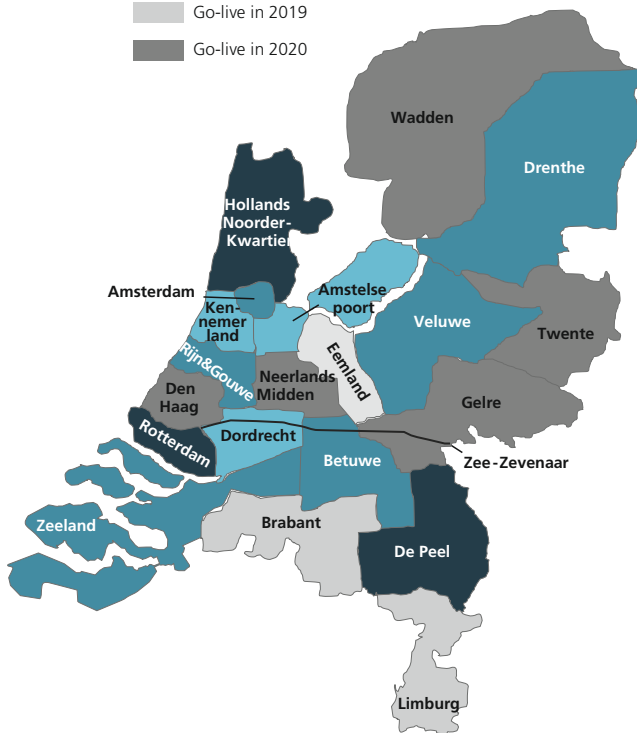 Go-live in 2019
Go-live in 2020
Wadden
Drenthe
Hollands
Noorder-
Kwartier
Amsterdam
Amstelse
poort
Ken-
nemer
land
Veluwe
Twente
Rijn&Gouwe
Eemland
Neerlands
Midden
Den
Haag
Gelre
Rotterdam
Dordrecht
Betuwe
Zee-Zevenaar
Zeeland
Brabant
De Peel
Limburg